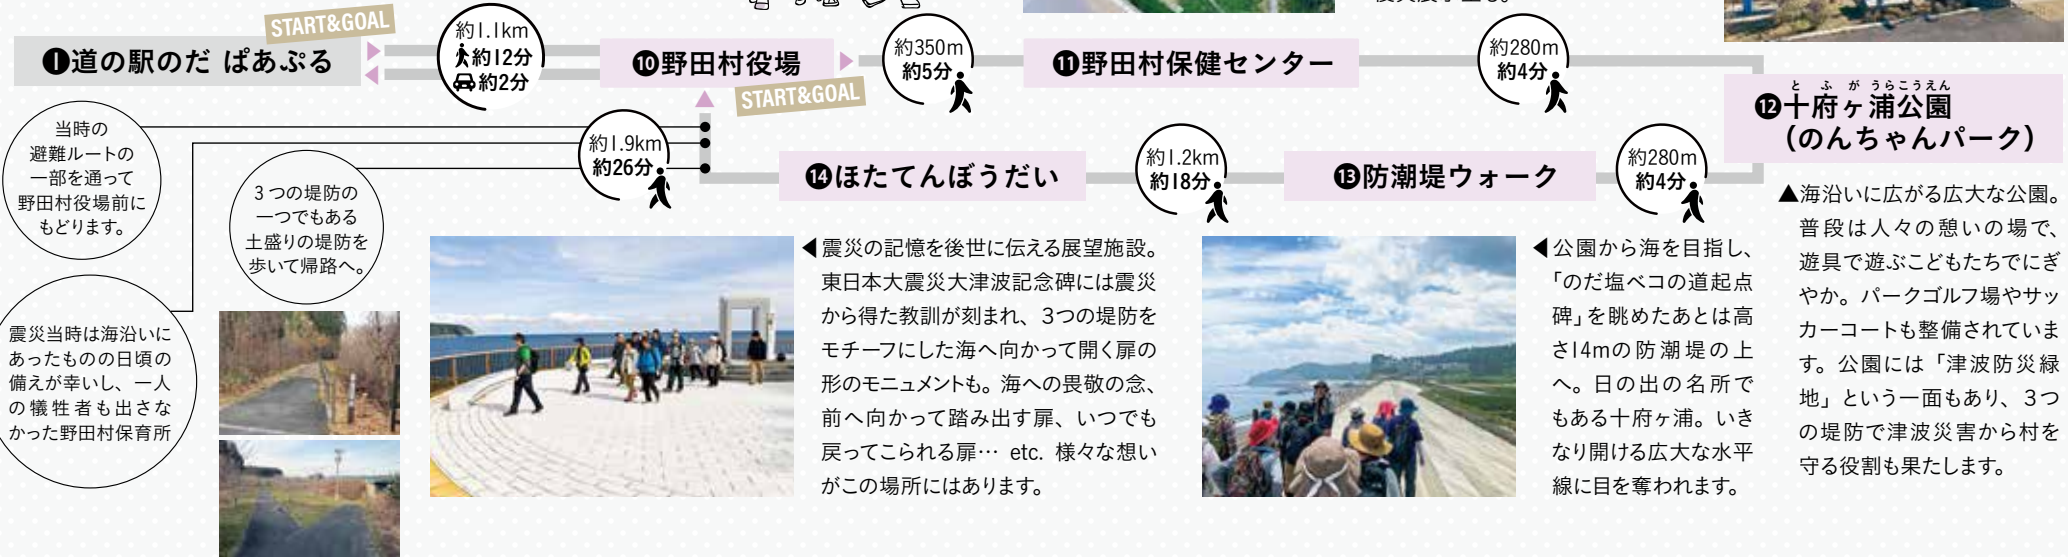 START&GOAL
❶道の駅のだ ぱあぷる
約1.1km
約12分
約2分
❿野田村役場
START&GOAL
約350m
約5分
⓫野田村保健センター
約280m
約4分
とふがうらこうえん
⓬十府ヶ浦公園
(のんちゃんパーク)
▲海沿いに広がる広大な公園。
普段は人々の憩いの場で、
遊具で遊ぶこどもたちでにぎ
やか。パークゴルフ場やサッ
カーコートも整備されていま
す。公園には「津波防災緑
地」という一面もあり、3つ
の堤防で津波災害から村を
守る役割も果たします。
約280m
約4分
⓭防潮堤ウォーク
◀公園から海を目指し、
「のだ塩ベコの道起点
碑」を眺めたあとは高
さ14mの防潮堤の上
へ。日の出の名所で
もある十府ヶ浦。いき
なり開ける広大な水平
線に目を奪われます。
約1.2km
約18分
⓮ほたてんぼうだい
◀震災の記憶を後世に伝える展望施設。
東日本大震災大津波記念碑には震災
から得た教訓が刻まれ、3つの堤防を
モチーフにした海へ向かって開く扉の
形のモニュメントも。海への畏敬の念、
前へ向かって踏み出す扉、いつでも
戻ってこられる扉… etc. 様々な想い
がこの場所にはあります。
約1.9km
約26分
当時の
避難ルートの
一部を通って
野田村役場前に
もどります。
3つの堤防の
一つでもある
土盛りの堤防を
歩いて帰路へ。
震災当時は海沿いに
あったものの日頃の
備えが幸いし、一人
の犠牲者も出さな
かった野田村保育所